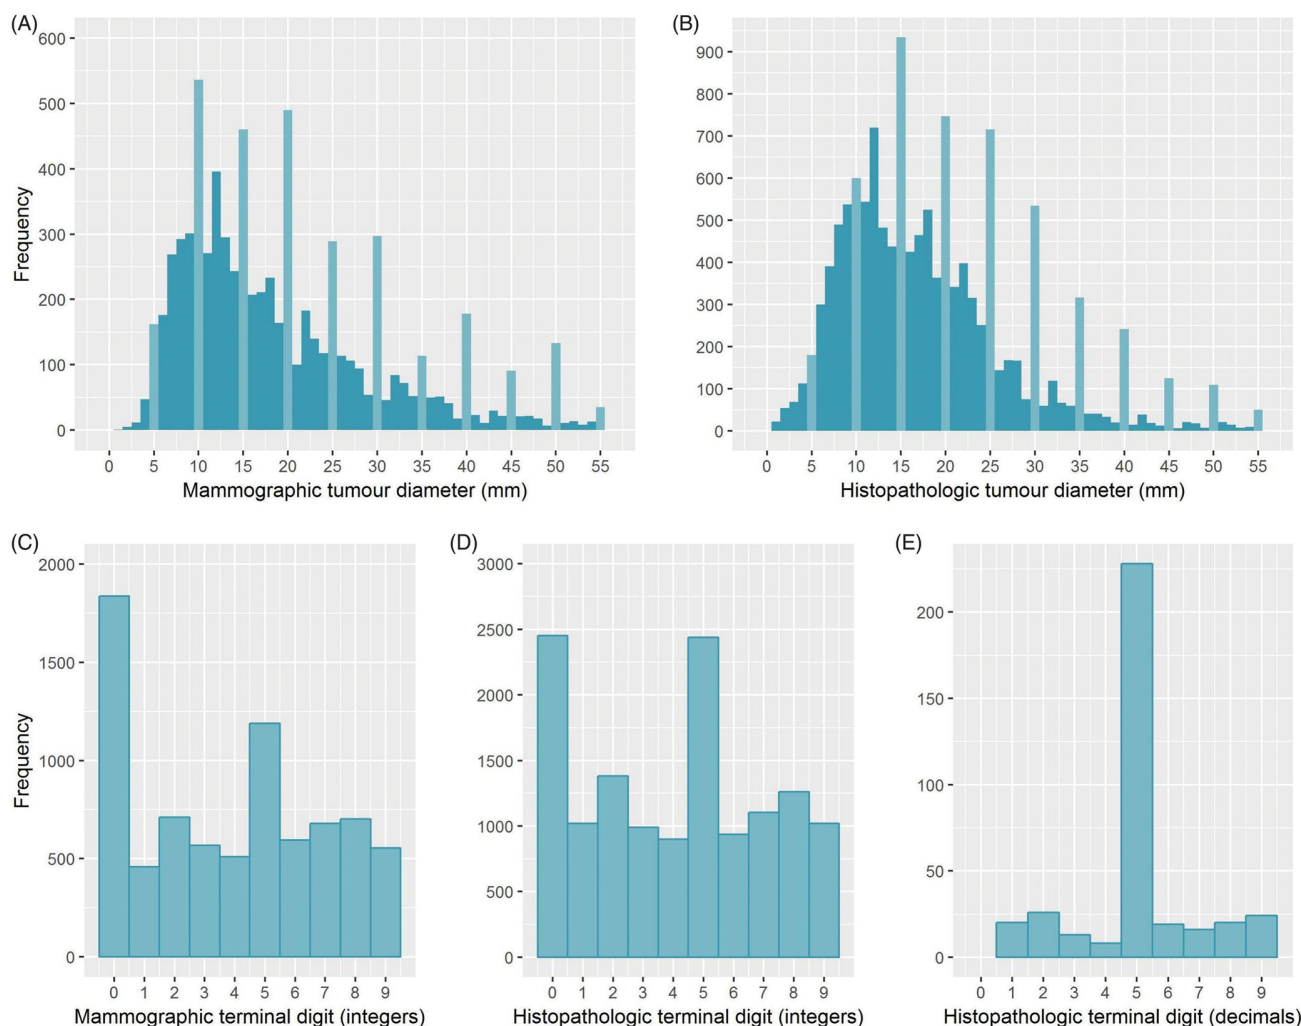 (A)
600
500
400
300
200
100
0
Frequency
0 5 10 15 20 25 30 35 40 45 50 55
Mammographic tumour diameter (mm)
(B)
900
800
700
600
500
400
300
200
100
0
0 5 10 15 20 25 30 35 40 45 50 55
Histopathologic tumour diameter (mm)
(C)
2000
1500
1000
500
0
Frequency
0 1 2 3 4 5 6 7 8 9
Mammographic terminal digit (integers)
(D)
3000
2500
2000
1500
1000
500
0
0 1 2 3 4 5 6 7 8 9
Histopathologic terminal digit (integers)
(E)
200
150
100
50
0
0 1 2 3 4 5 6 7 8 9
Histopathologic terminal digit (decimals)